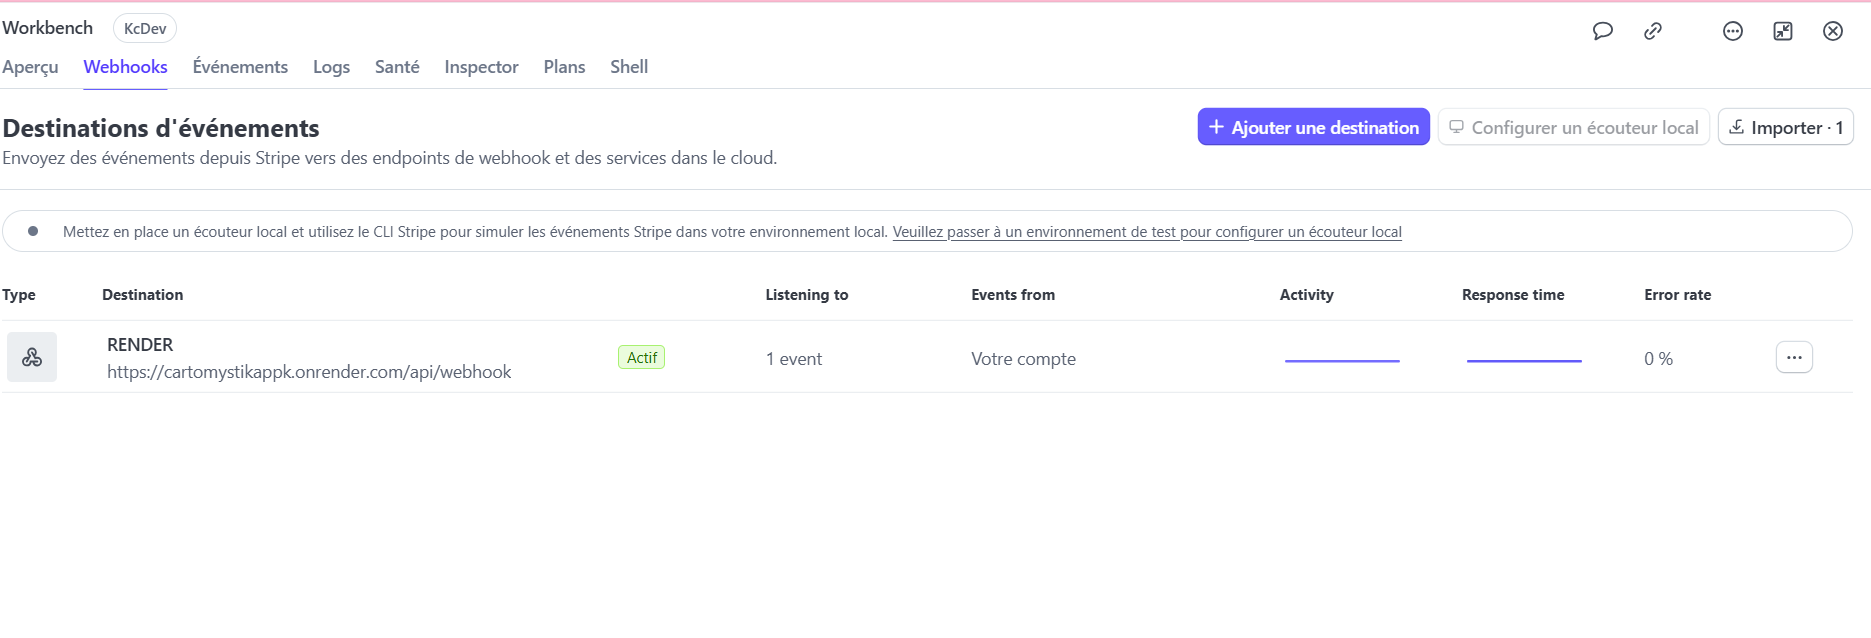 Workbench KcDev
Aperçu Webhooks Événements Logs Santé Inspector Plans Shell
Destinations d'événements
Envoyez des événements depuis Stripe vers des endpoints de webhook et des services dans le cloud.
+ Ajouter une destination
Configurer un écouteur local
Importer · 1
Mettez en place un écouteur local et utilisez le CLI Stripe pour simuler les événements Stripe dans votre environnement local. Veuillez passer à un environnement de test pour configurer un écouteur local
Type Destination Listening to Events from Activity Response time Error rate
RENDER
https://cartomystikappk.onrender.com/api/webhook
Actif
1 event
Votre compte
0 %